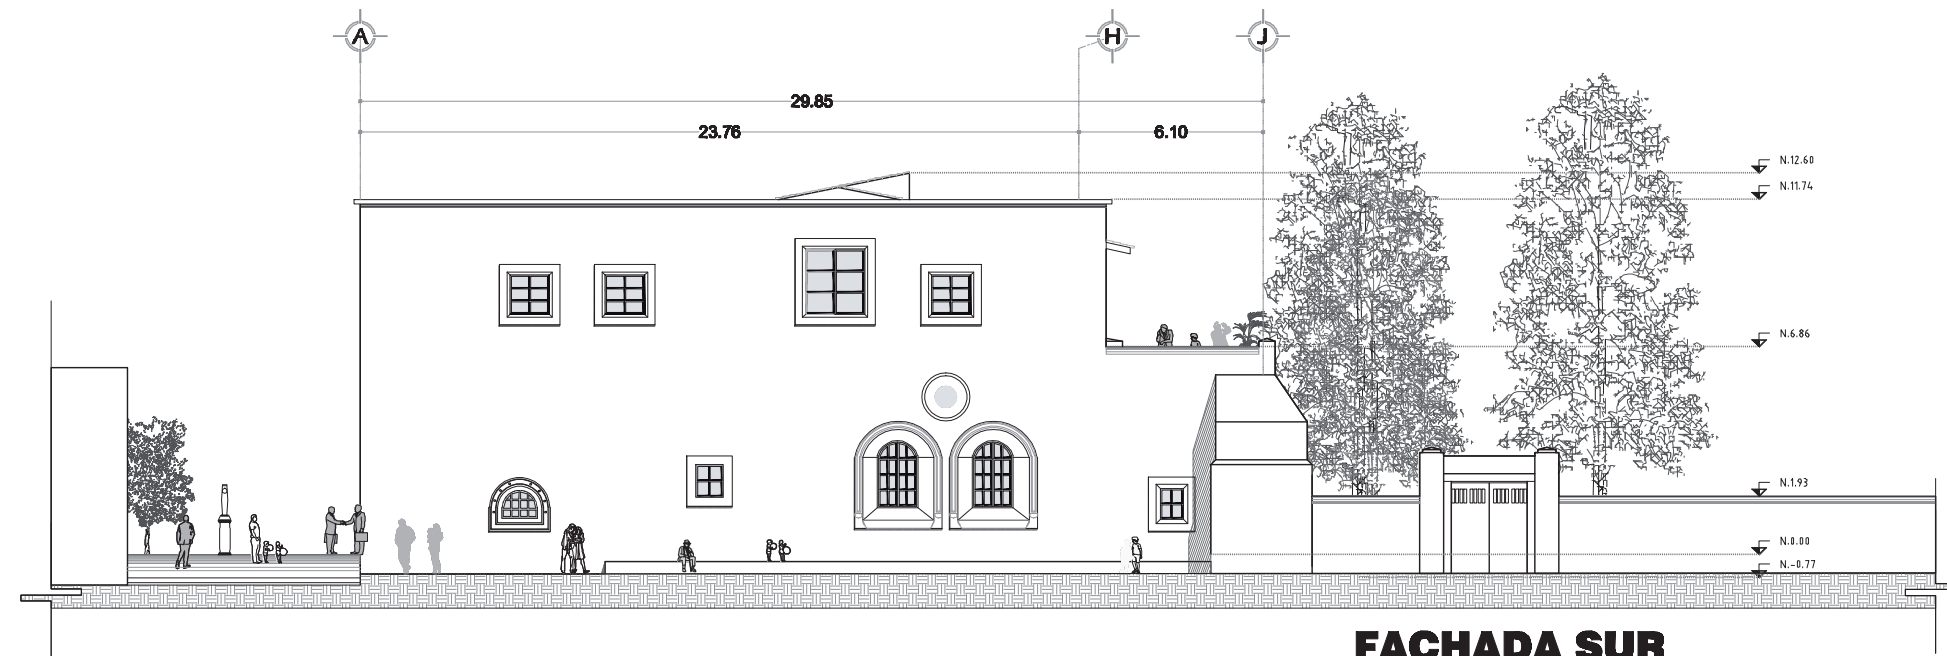 A H J
29.85
23.76 6.10
N.12.60
N.11.74
N.6.86
N.1.93
N.0.00
N.-0.77
FACHADA SUR